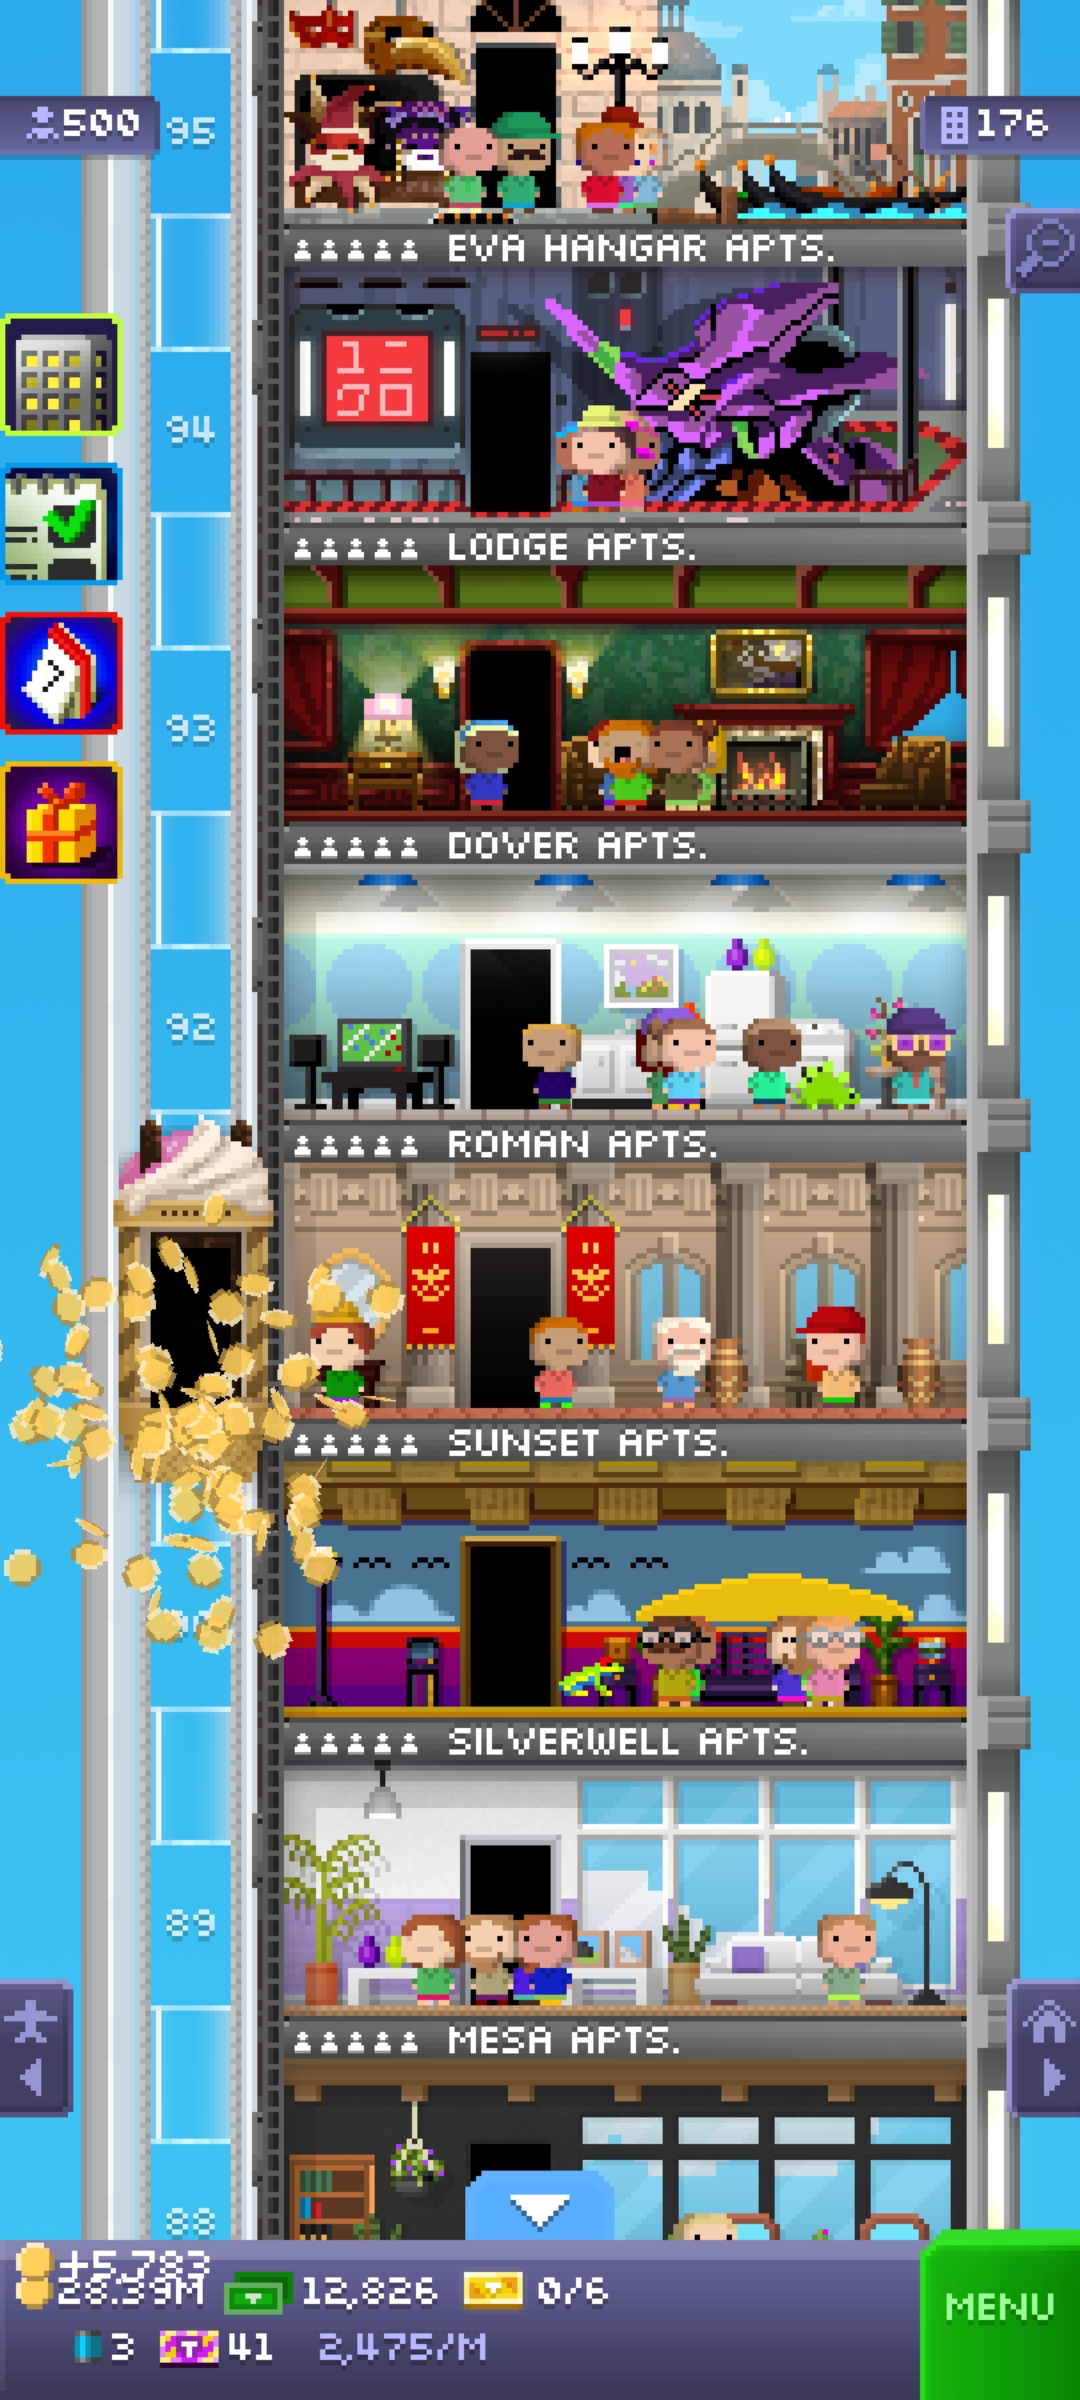 500
95
176
EVA HANGAR APTS.
94
LODGE APTS.
93
DOVER APTS.
92
ROMAN APTS.
SUNSET APTS.
SILVERWELL APTS.
89
MESA APTS.
88
+5,783
28.39M
12,826
0/6
MENU
3
41
2,475/M